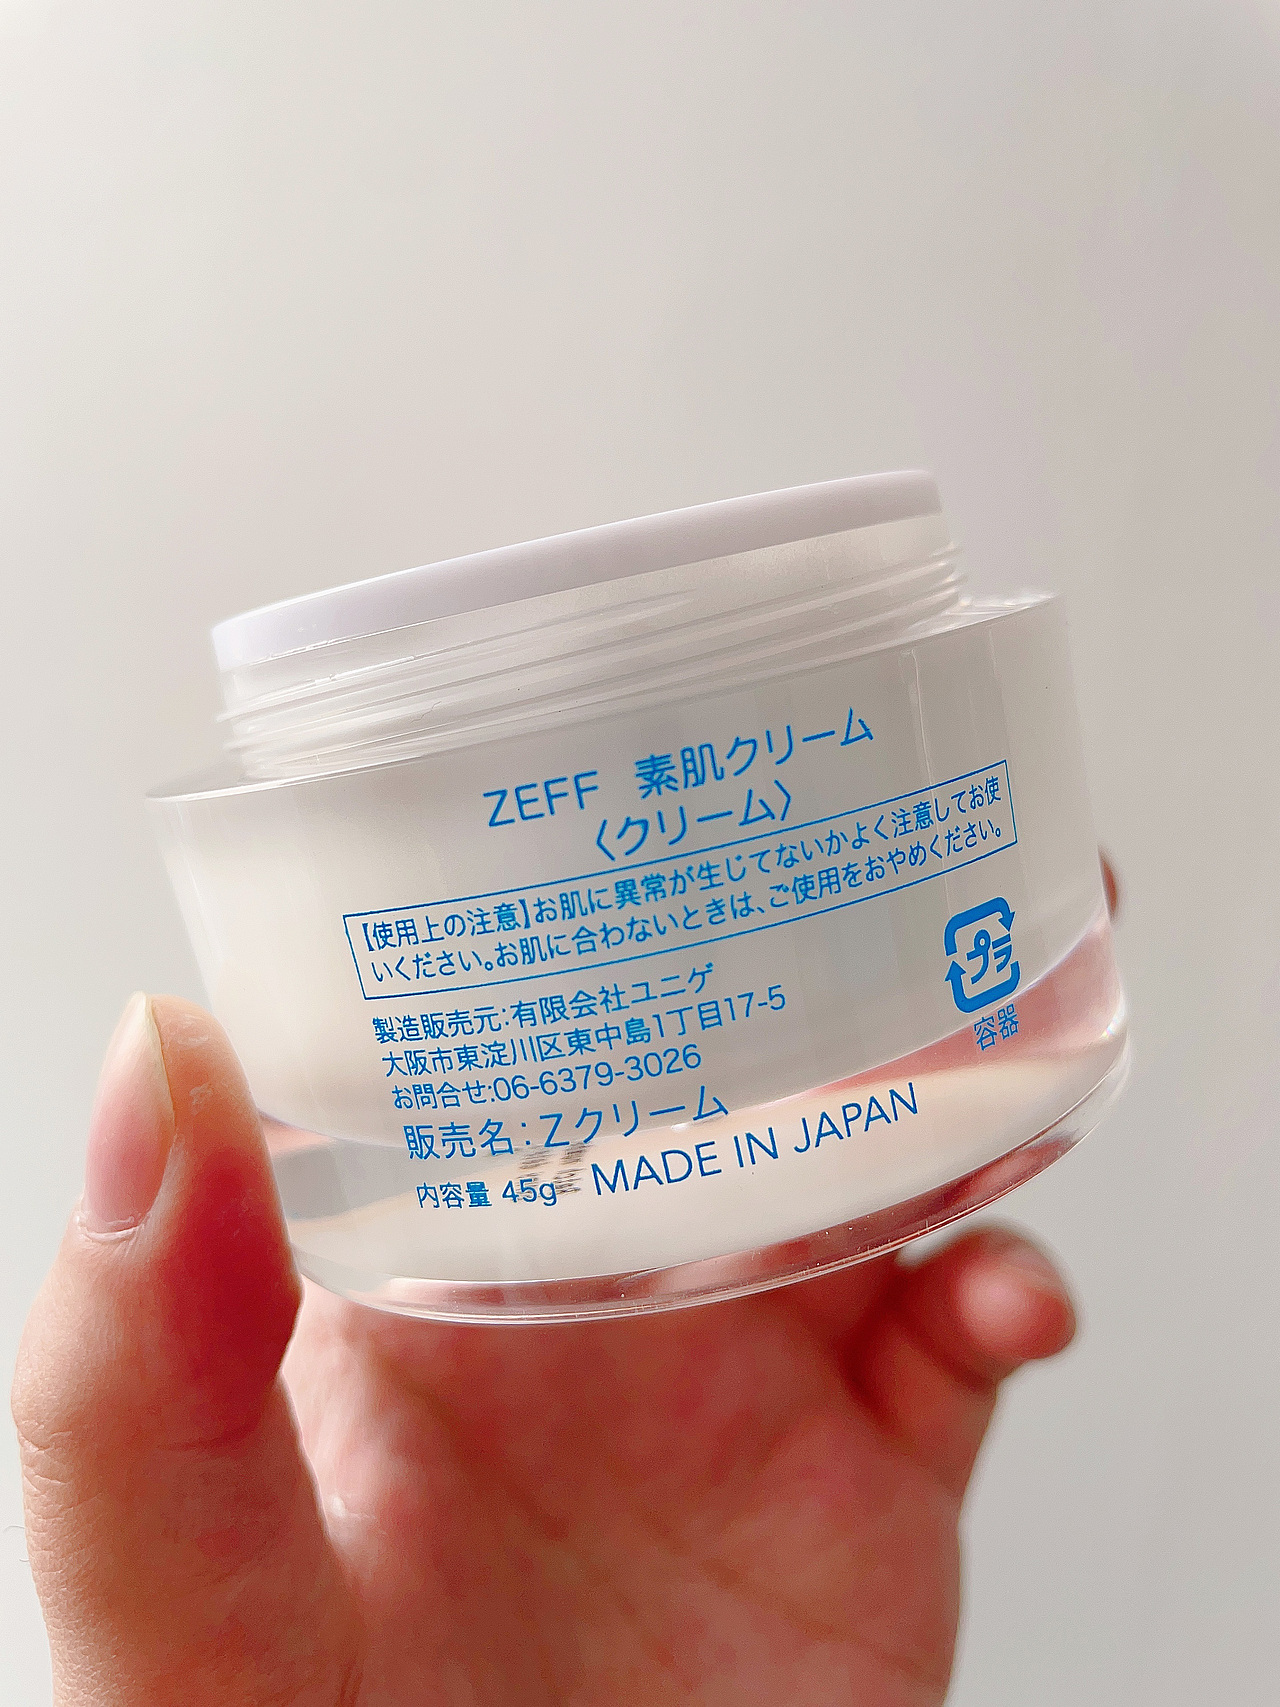 ZEFF 素肌クリーム
〈クリーム〉
【使用上の注意】お肌に異常が生じてないかよく注意してお使
いください。お肌に合わないときは、ご使用をおやめください。
製造販売元:有限会社ユニゲ
大阪市東淀川区東中島1丁目17-5
お問合せ:06-6379-3026
販売名:Zクリーム
内容量 45g MADE IN JAPAN
プラ
容器